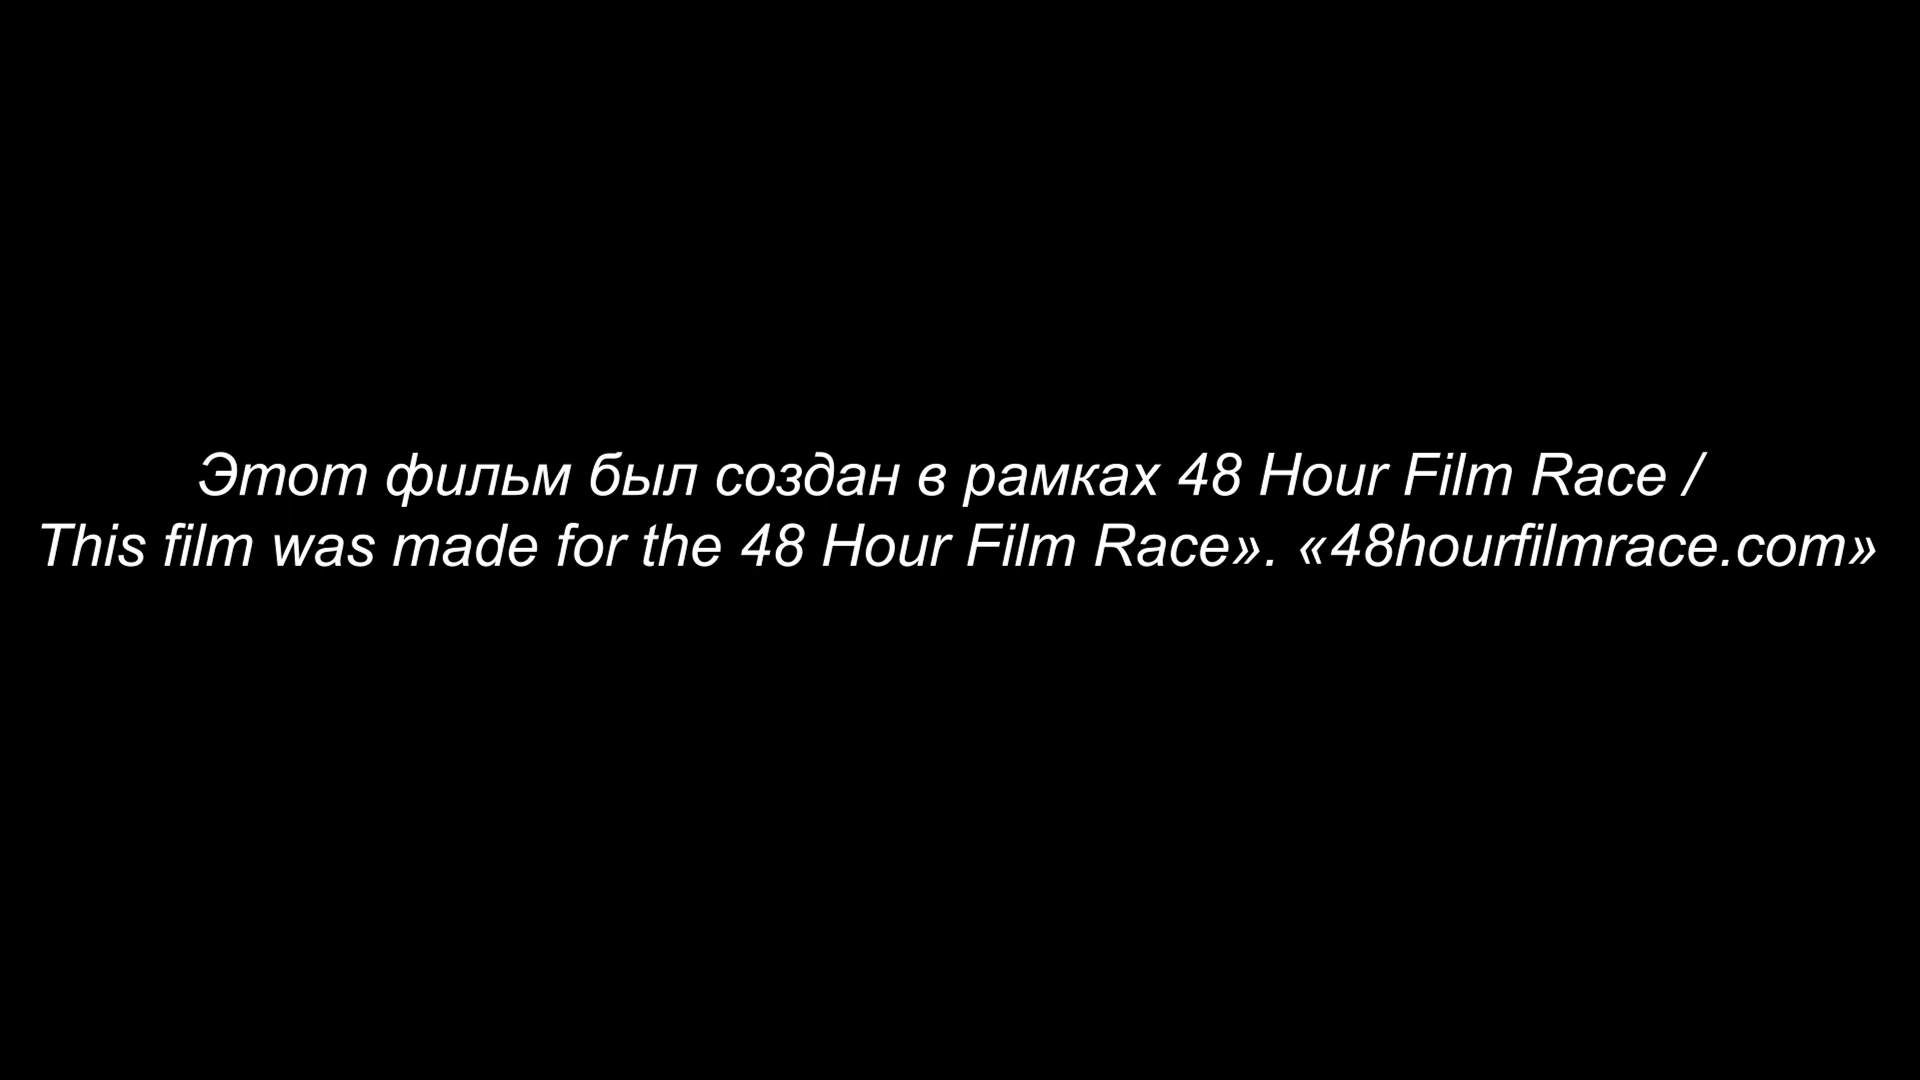 Этот фильм был создан в рамках 48 Hour Film Race /
This film was made for the 48 Hour Film Race». «48hourfilmrace.com»